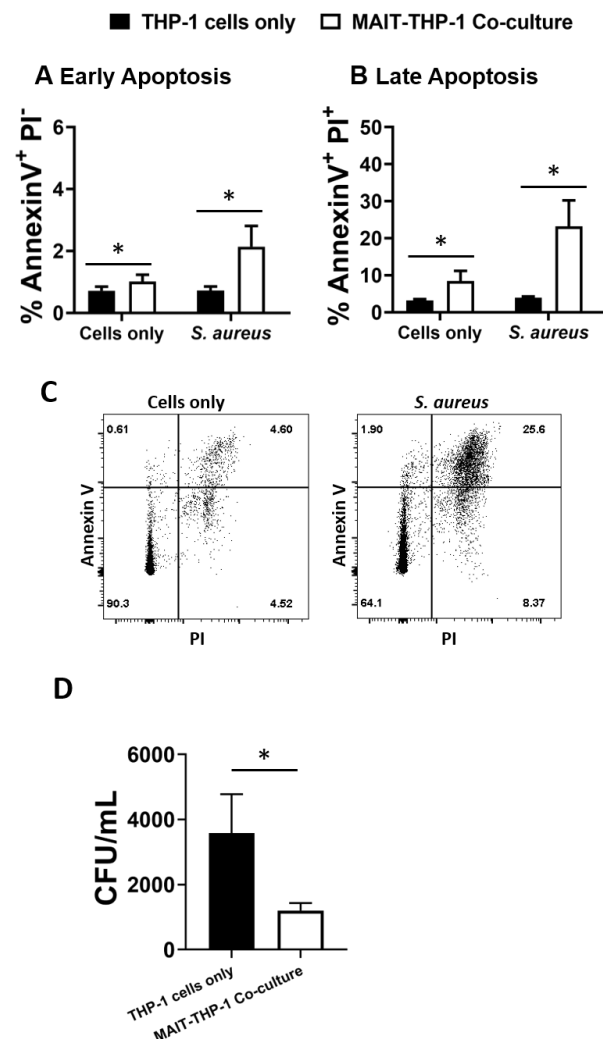 THP-1 cells only MAIT-THP-1 Co-culture
A Early Apoptosis
% AnnexinV+ PI-
6
4
2
0
*
*
Cells only
S. aureus
B Late Apoptosis
% AnnexinV+ PI+
50
40
30
20
10
0
*
*
Cells only
S. aureus
C
Cells only
Annexin V
0.61
4.60
90.3
4.52
PI
S. aureus
Annexin V
1.90
25.6
64.1
8.37
PI
D
CFU/mL
6000
4000
2000
0
*
THP-1 cells only
MAIT-THP-1 Co-culture